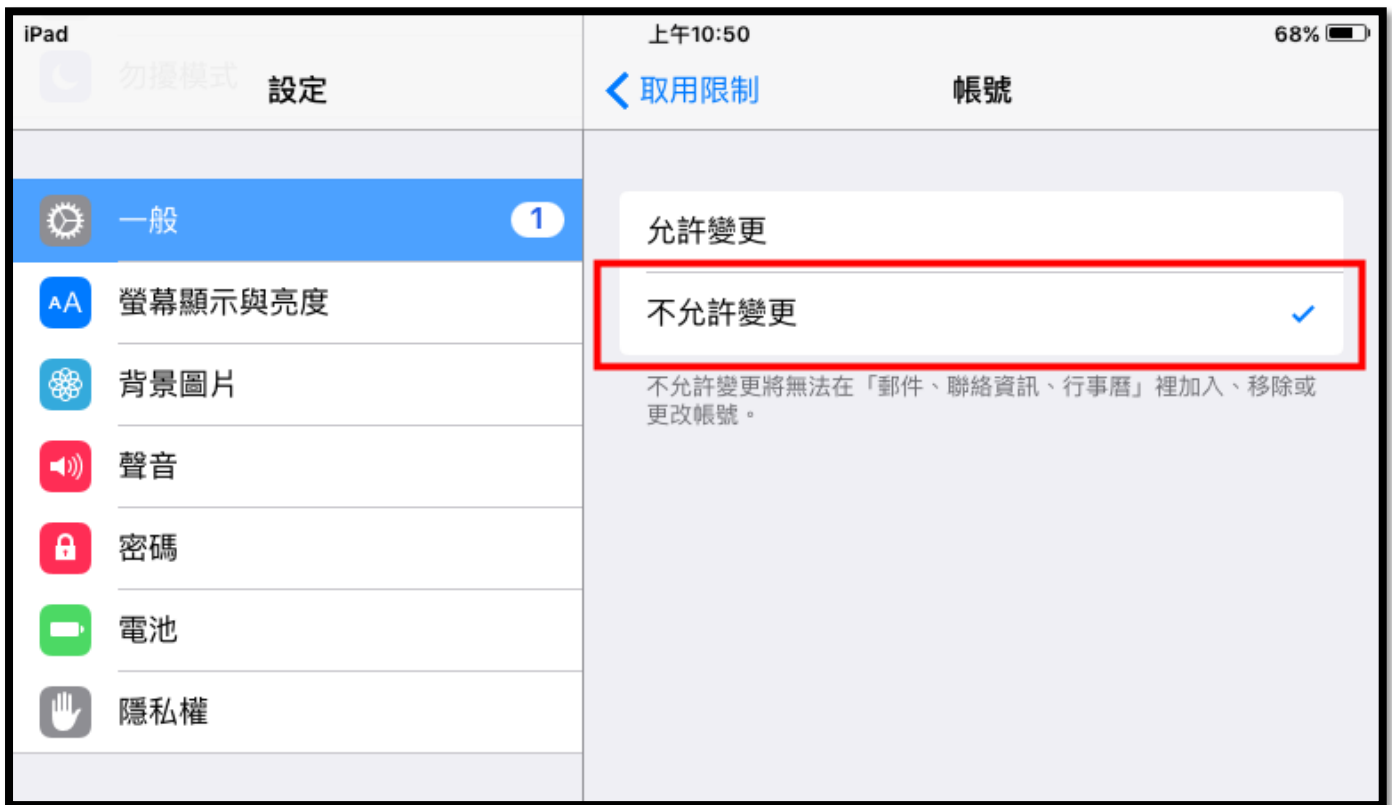 iPad
上午10:50
68%
勿擾模式
設定
取用限制
帳號
一般
1
螢幕顯示與亮度
背景圖片
聲音
密碼
電池
隱私權
允許變更
不允許變更
不允許變更將無法在「郵件、聯絡資訊、行事曆」裡加入、移除或
更改帳號。